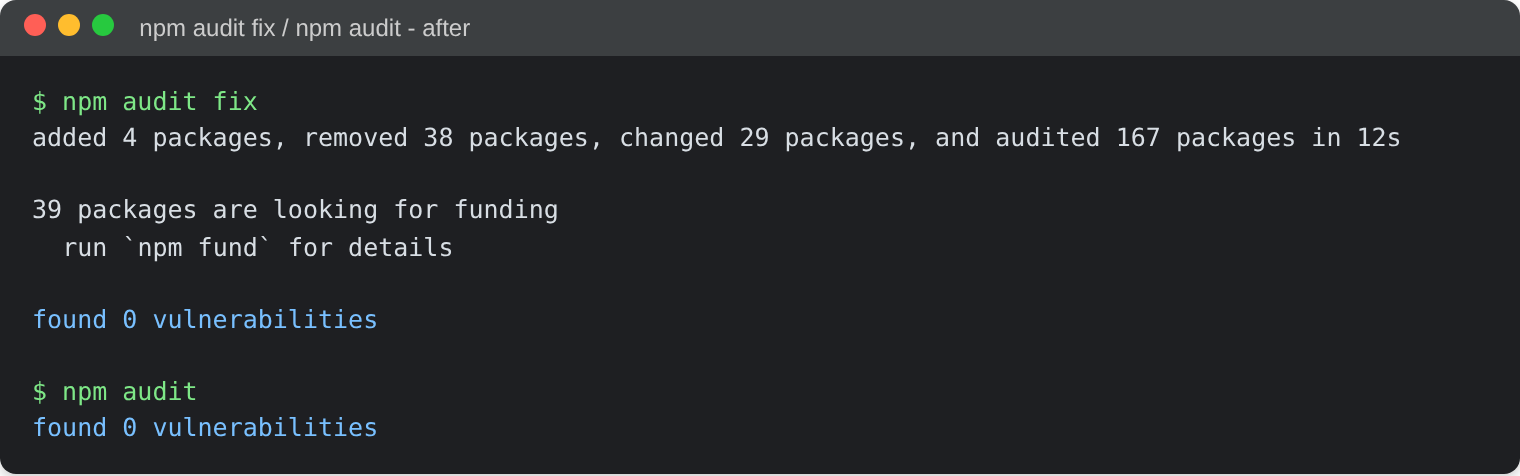 npm audit fix / npm audit - after
$ npm audit fix
added 4 packages, removed 38 packages, changed 29 packages, and audited 167 packages in 12s
39 packages are looking for funding
  run `npm fund` for details
found 0 vulnerabilities
$ npm audit
found 0 vulnerabilities